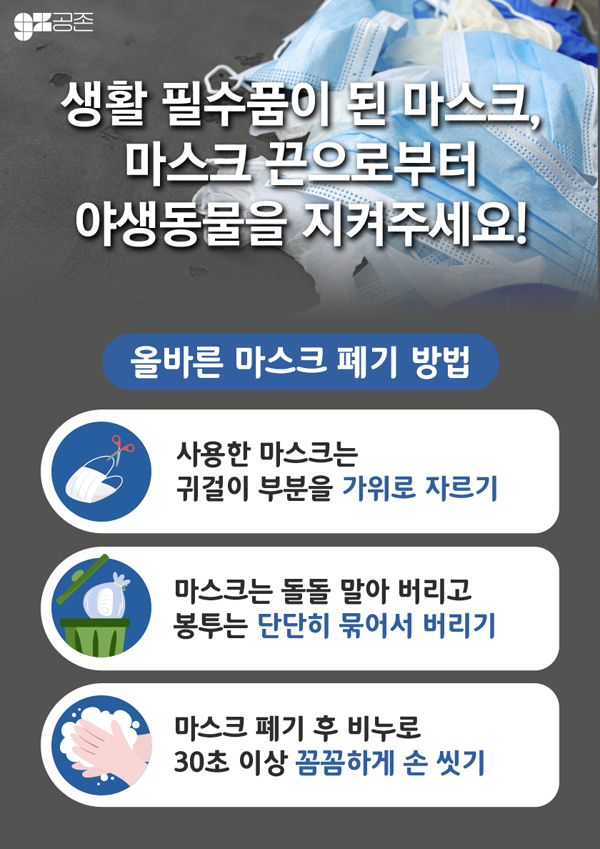 공존
생활 필수품이 된 마스크,
마스크 끈으로부터
야생동물을 지켜주세요!
올바른 마스크 폐기 방법
사용한 마스크는
귀걸이 부분을 가위로 자르기
마스크는 돌돌 말아 버리고
봉투는 단단히 묶어서 버리기
마스크 폐기 후 비누로
30초 이상 꼼꼼하게 손 씻기